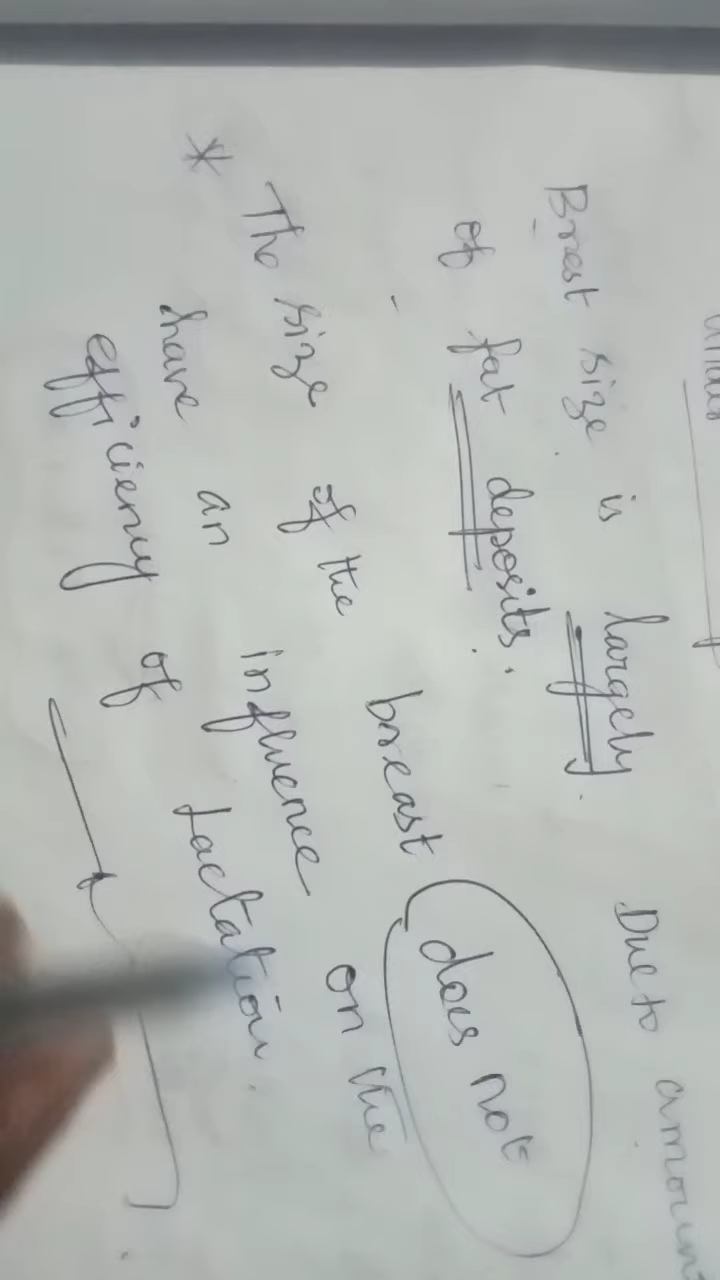 Breast size is largely Due to amount
of fat deposits.
* The size of the breast does not
have an influence on the
efficiency of Lactation.